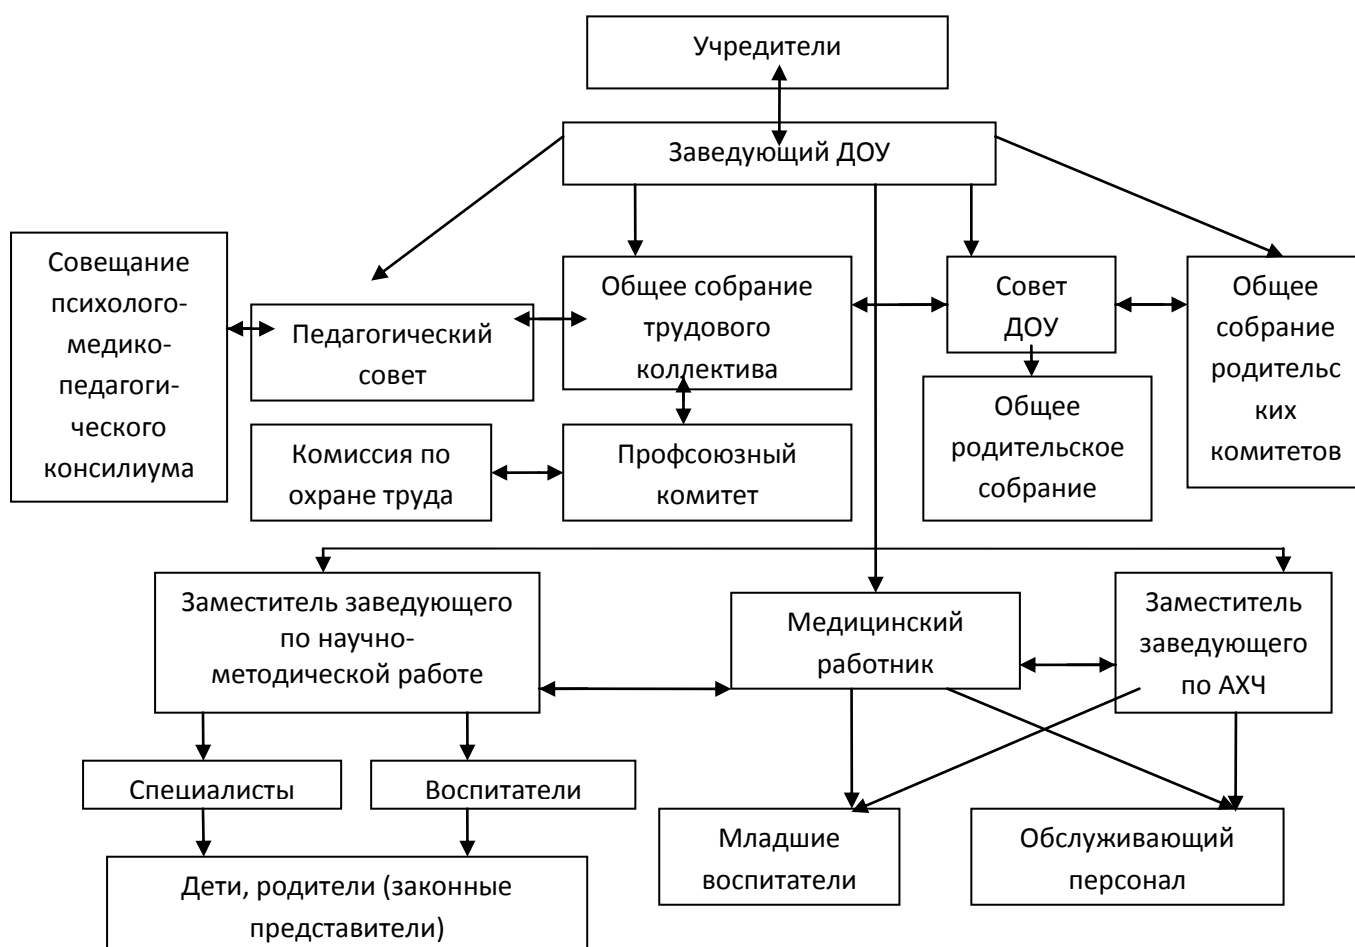 Учредители
Заведующий ДОУ
Совещание
психолого-
медико-
педагоги-
ческого
консилиума
Педагогический
совет
Общее собрание
трудового
коллектива
Совет
ДОУ
Общее
собрание
родительс
ких
комитетов
Комиссия по
охране труда
Профсоюзный
комитет
Общее
родительское
собрание
Заместитель заведующего
по научно-
методической работе
Медицинский
работник
Заместитель
заведующего
по АХЧ
Специалисты
Воспитатели
Младшие
воспитатели
Обслуживающий
персонал
Дети, родители (законные
представители)